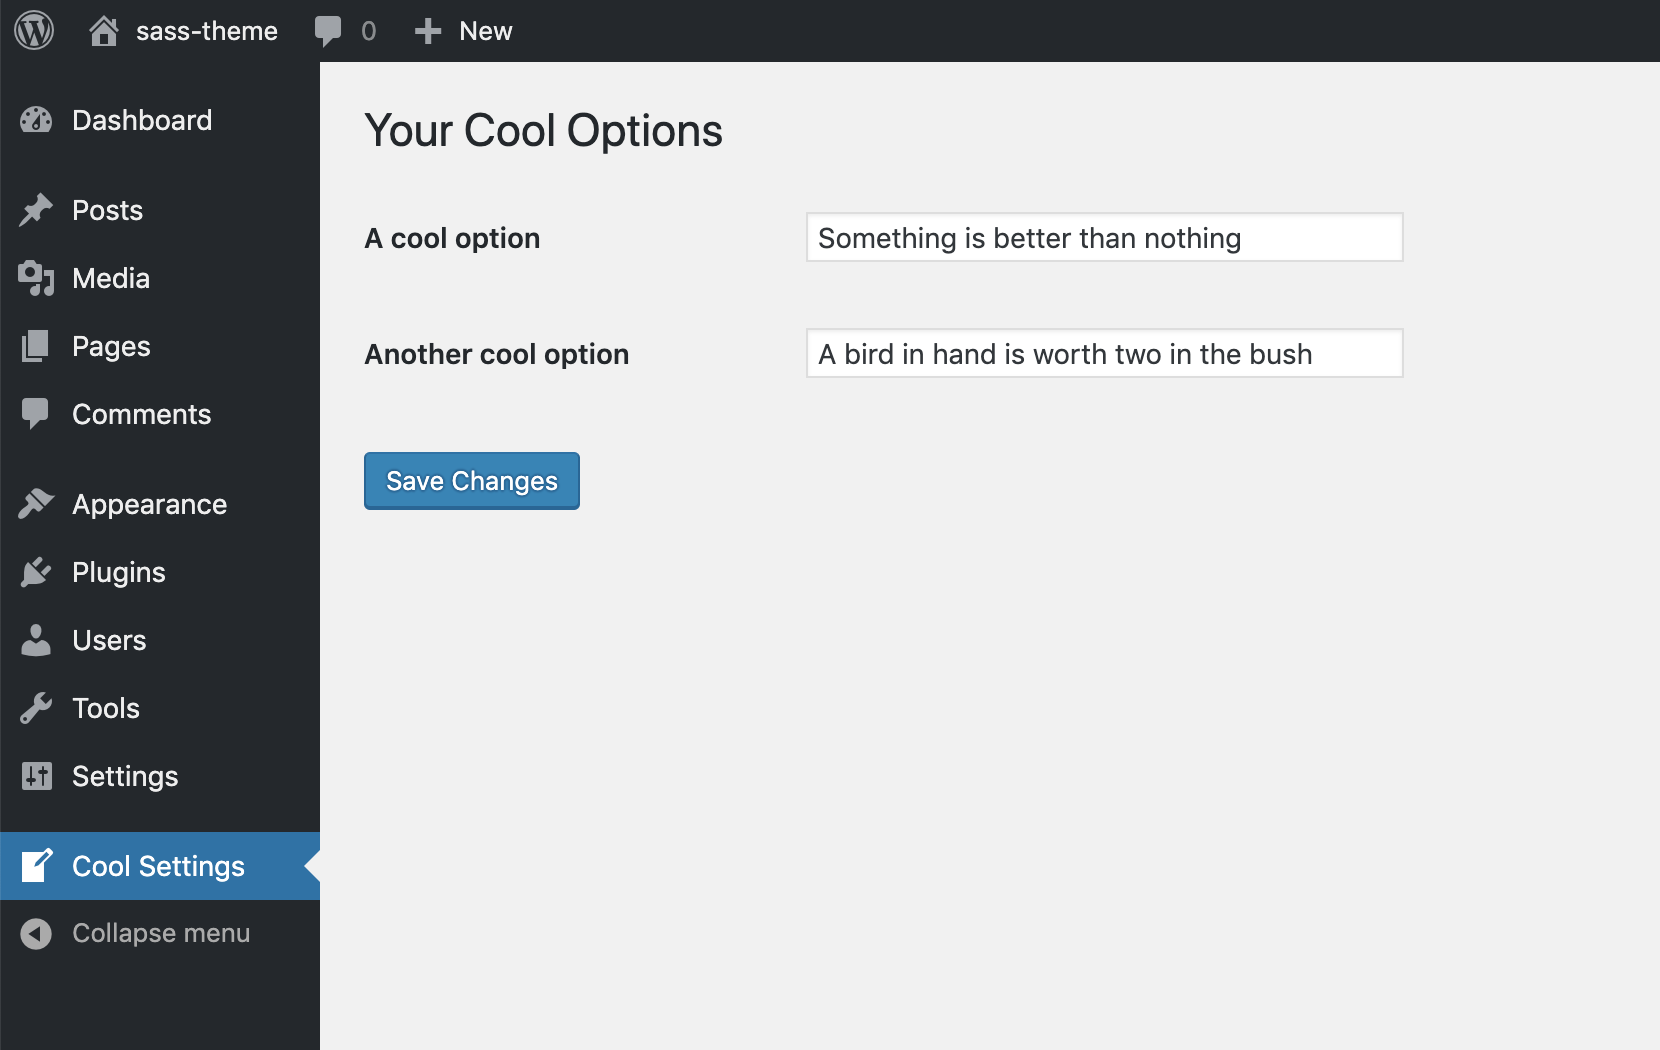 sass-theme 0 New
Dashboard
Posts
Media
Pages
Comments
Appearance
Plugins
Users
Tools
Settings
Cool Settings
Collapse menu
Your Cool Options
A cool option Something is better than nothing
Another cool option A bird in hand is worth two in the bush
Save Changes